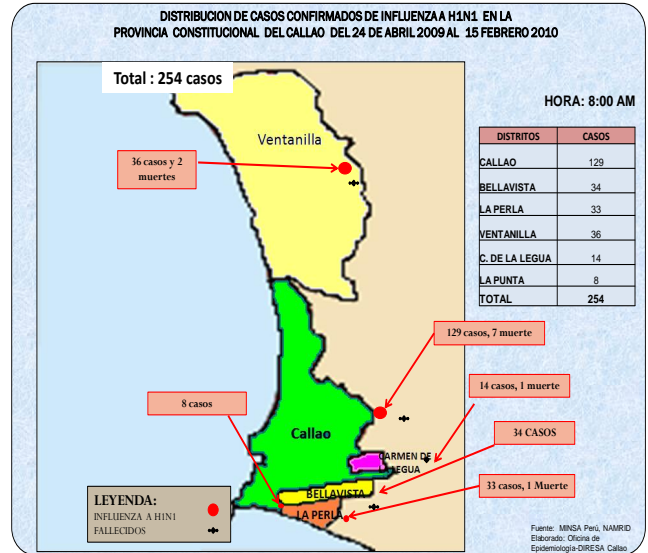 DISTRIBUCION DE CASOS CONFIRMADOS DE INFLUENZA A H1N1 EN LA
PROVINCIA CONSTITUCIONAL DEL CALLAO DEL 24 DE ABRIL 2009 AL 15 FEBRERO 2010
Total : 254 casos
HORA: 8:00 AM
DISTRITOS CASOS
CALLAO 129
BELLAVISTA 34
LA PERLA 33
VENTANILLA 36
C. DE LA LEGUA 14
LA PUNTA 8
TOTAL 254
Ventanilla
36 casos y 2
muertes
129 casos, 7 muerte
14 casos, 1 muerte
8 casos
34 CASOS
Callao
CARMEN DE
LEGUA
BELLAVISTA
33 casos, 1 Muerte
LA PERLA
LEYENDA:
INFLUENZA A H1N1
FALLECIDOS
Fuente: MINSA Perú, NAMRID
Elaborado: Oficina de
Epidemiología-DIRESA Callao